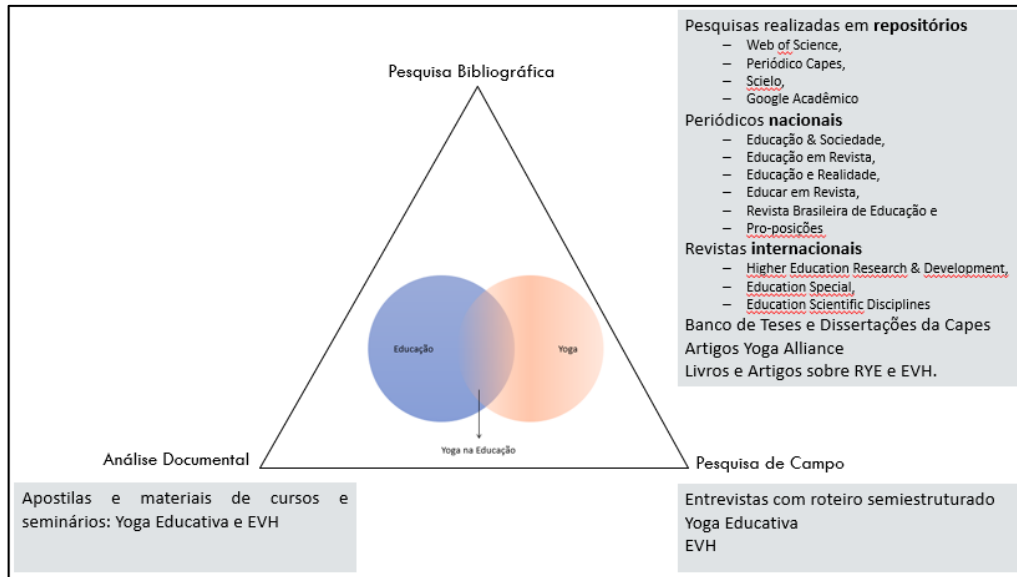 Pesquisa Bibliográfica
Pesquisas realizadas em repositórios
– Web of Science,
– Periódico Capes,
– Scielo,
– Google Acadêmico
Periódicos nacionais
– Educação & Sociedade,
– Educação em Revista,
– Educação e Realidade,
– Educar em Revista,
– Revista Brasileira de Educação e
– Pro-posições
Revistas internacionais
– Higher Education Research & Development,
– Education Special,
– Education Scientific Disciplines
Banco de Teses e Dissertações da Capes
Artigos Yoga Alliance
Livros e Artigos sobre RYE e EVH.
Educação
Yoga
Yoga na Educação
Análise Documental
Apostilas e materiais de cursos e
seminários: Yoga Educativa e EVH
Pesquisa de Campo
Entrevistas com roteiro semiestruturado
Yoga Educativa
EVH